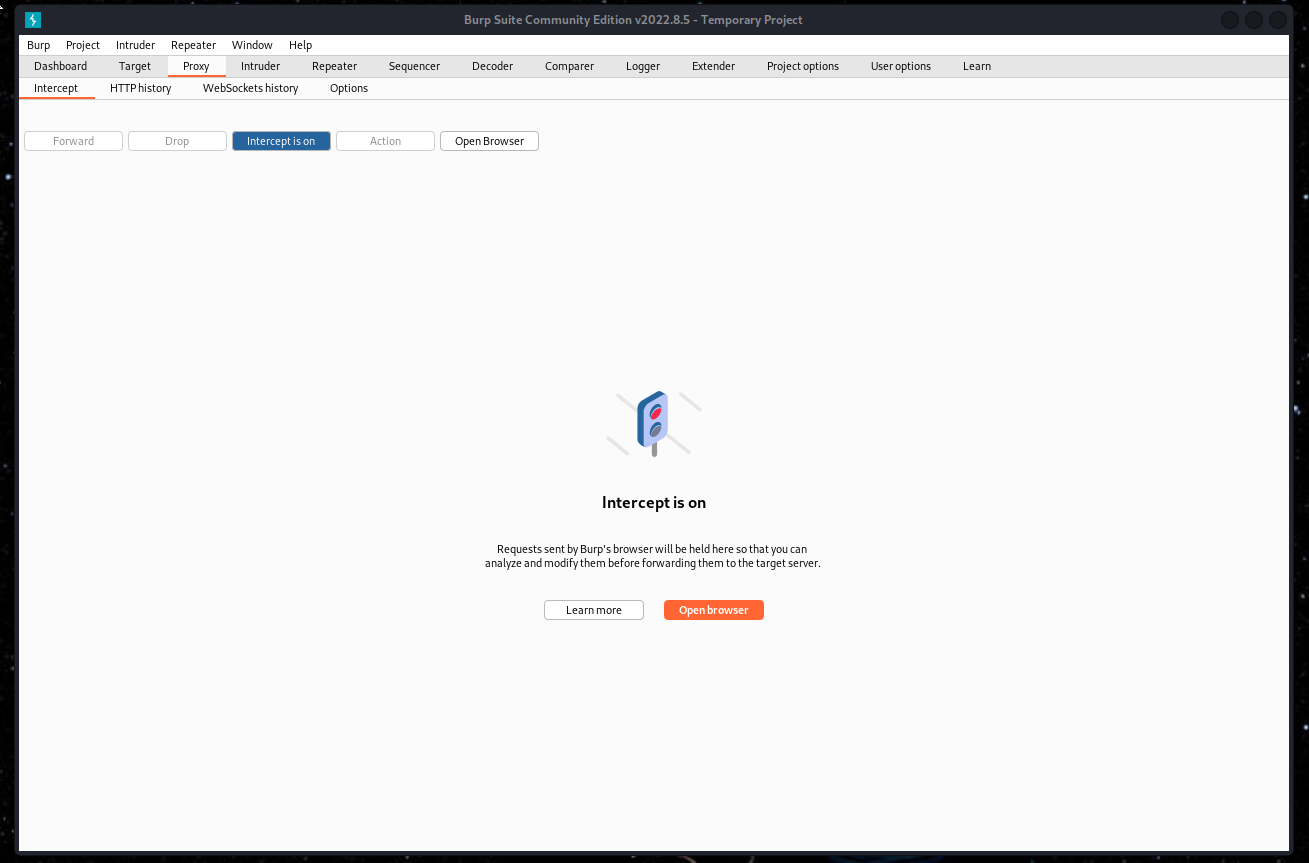 Burp Suite Community Edition v2022.8.5 - Temporary Project
Burp Project Intruder Repeater Window Help
Dashboard Target Proxy Intruder Repeater Sequencer Decoder Comparer Logger Extender Project options User options Learn
Intercept HTTP history WebSockets history Options
Forward Drop Intercept is on Action Open Browser
Intercept is on
Requests sent by Burp's browser will be held here so that you can
analyze and modify them before forwarding them to the target server.
Learn more Open browser